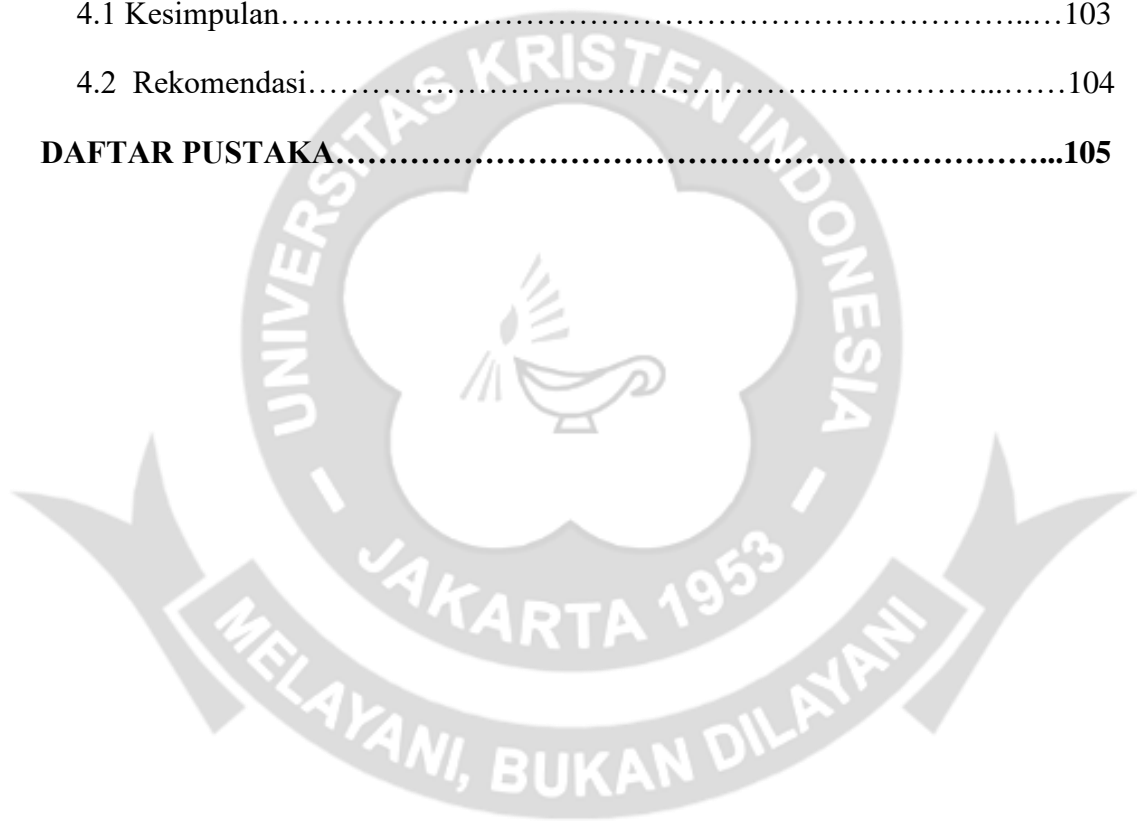 4.1 Kesimpulan……………………………………………………………..…103
4.2 Rekomendasi…………………………………………………………...……104
DAFTAR PUSTAKA……………………………………………………………...105
UNIVERSITAS KRISTEN INDONESIA
JAKARTA 1953
MELAYANI, BUKAN DILAYANI